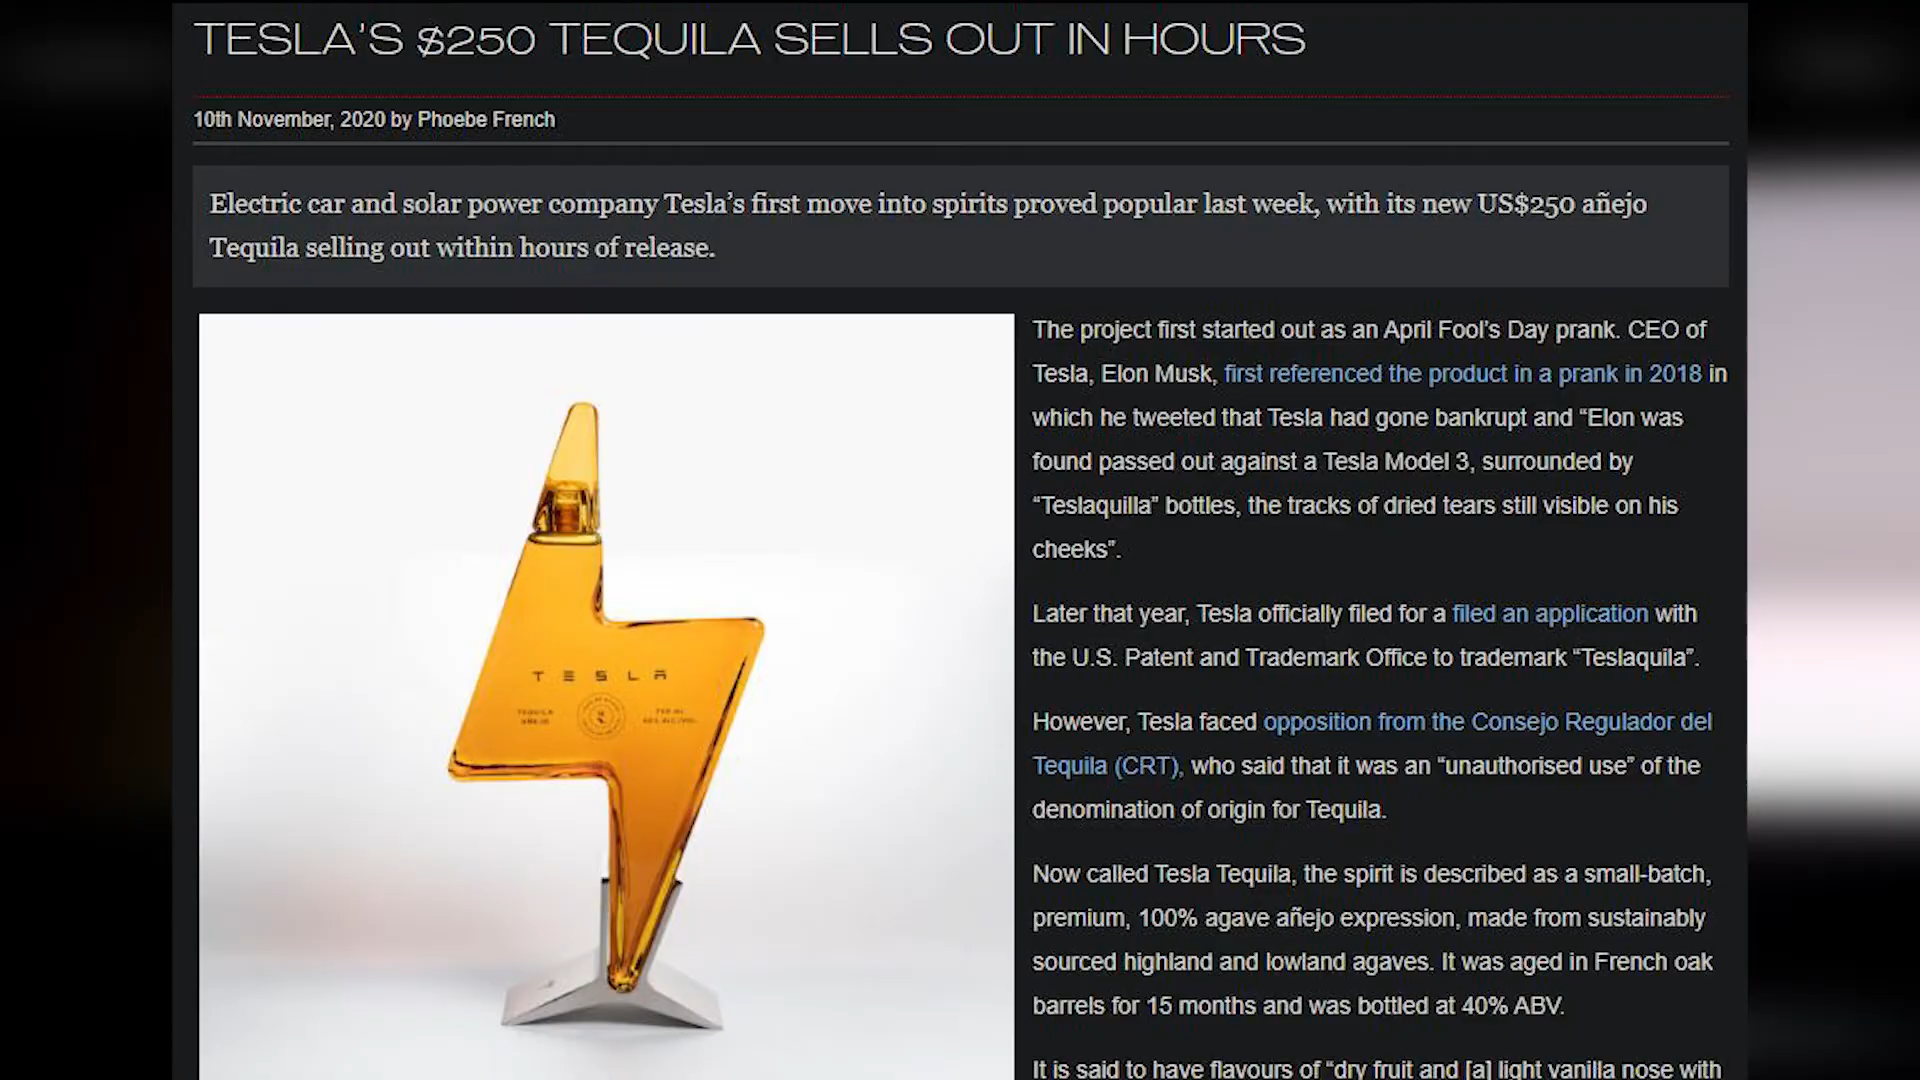 TESLA'S $250 TEQUILA SELLS OUT IN HOURS
10th November, 2020 by Phoebe French
Electric car and solar power company Tesla’s first move into spirits proved popular last week, with its new US$250 añejo
Tequila selling out within hours of release.
The project first started out as an April Fool’s Day prank. CEO of
Tesla, Elon Musk, first referenced the product in a prank in 2018 in
which he tweeted that Tesla had gone bankrupt and “Elon was
found passed out against a Tesla Model 3, surrounded by
“Teslaquilla” bottles, the tracks of dried tears still visible on his
cheeks”.
Later that year, Tesla officially filed for a filed an application with
the U.S. Patent and Trademark Office to trademark “Teslaquila”.
However, Tesla faced opposition from the Consejo Regulador del
Tequila (CRT), who said that it was an “unauthorised use” of the
denomination of origin for Tequila.
Now called Tesla Tequila, the spirit is described as a small-batch,
premium, 100% agave añejo expression, made from sustainably
sourced highland and lowland agaves. It was aged in French oak
barrels for 15 months and was bottled at 40% ABV.
It is said to have flavours of “dry fruit and [a] light vanilla nose with
TESLA
TEQUILA
AÑEJO